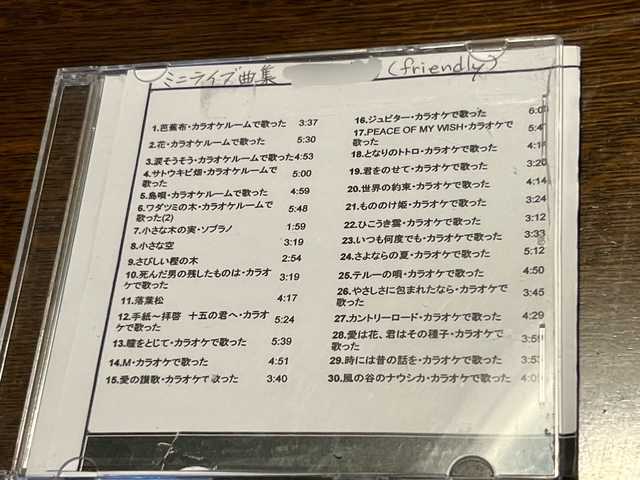 ミニライブ曲集 (friendly)
1.芭蕉布・カラオケルームで歌った 3:37
2.花・カラオケルームで歌った 5:30
3.涙そうそう・カラオケルームで歌った 4:53
4.サトウキビ畑・カラオケルームで
歌った 5:00
5.島唄・カラオケルームで歌った 4:59
6.ワダツミの木・カラオケルームで
歌った(2) 5:48
7.小さな木の実・ソプラノ 1:59
8.小さな空 3:19
9.さびしい樫の木 2:54
10.死んだ男の残したものは・カラオ
ケで歌った 3:19
11.落葉松 4:17
12.手紙〜拝啓 十五の君へ・カラオ
ケで歌った 5:24
13.瞳をとじて・カラオケで歌った 5:39
14.M・カラオケで歌った 4:51
15.愛の讃歌・カラオケで歌った 3:40
16.ジュピター・カラオケで歌った
17.PEACE OF MY WISH・カラオケで
歌った
18.となりのトトロ・カラオケで歌った
19.君をのせて・カラオケで歌った 3:20
20.世界の約束・カラオケで歌った 4:14
21.もののけ姫・カラオケで歌った 3:24
22.ひこうき雲・カラオケで歌った 3:12
23.いつも何度でも・カラオケで歌った 3:33
24.さよならの夏・カラオケで歌った 5:12
25.テルーの唄・カラオケで歌った 4:50
26.やさしさに包まれたなら・カラオケ
で歌った 3:45
27.カントリーロード・カラオケで歌った 4:29
28.愛は花、君はその種子・カラオケで
歌った
29.時には昔の話を・カラオケで歌った
30.風の谷のナウシカ・カラオケで歌った